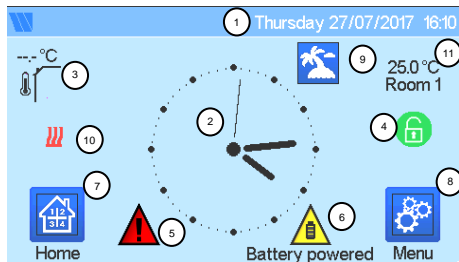 1 Thursday 27/07/2017 16:10
--.- °C
3
9
11
25.0 °C
Room 1
2
4
10
7
8
1 2
3 4
5
6
Home
Battery powered
Menu